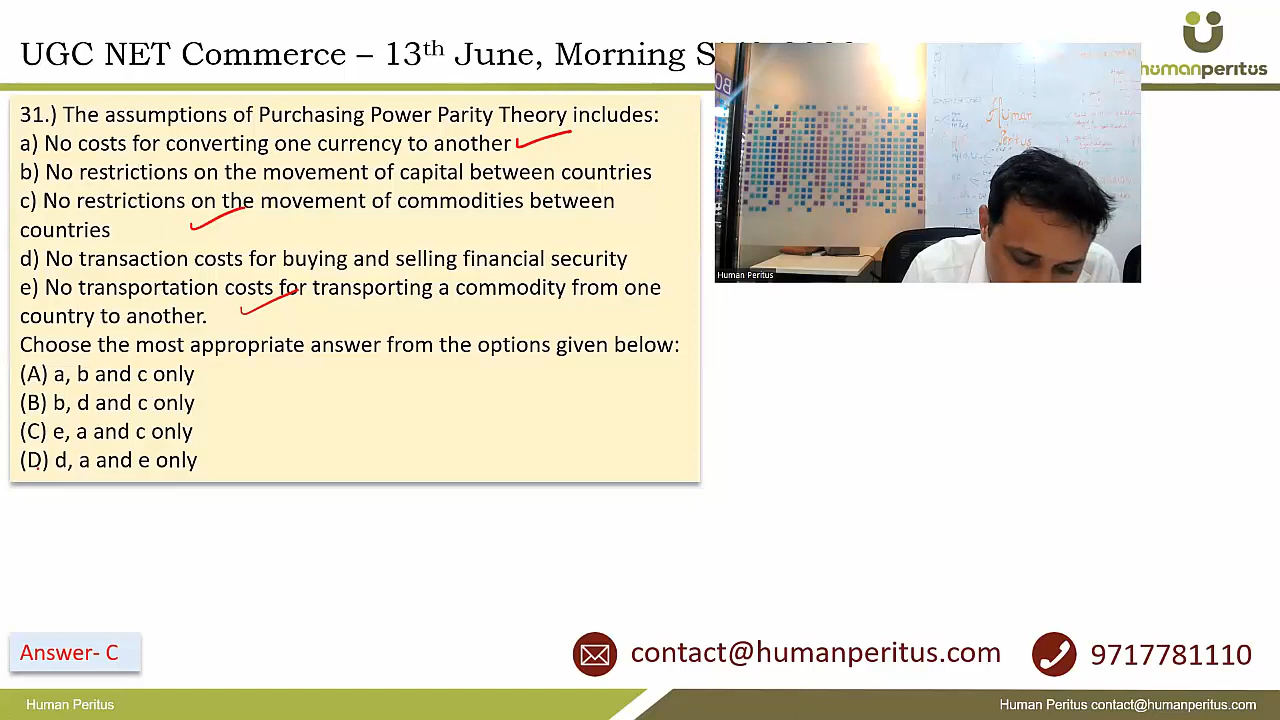 UGC NET Commerce – 13th June, Morning S
humanperitus
31.) The assumptions of Purchasing Power Parity Theory includes:
a) No costs for converting one currency to another
b) No restrictions on the movement of capital between countries
c) No restrictions on the movement of commodities between
countries
d) No transaction costs for buying and selling financial security
e) No transportation costs for transporting a commodity from one
country to another.
Choose the most appropriate answer from the options given below:
(A) a, b and c only
(B) b, d and c only
(C) e, a and c only
(D) d, a and e only
Human Peritus
Answer- C
contact@humanperitus.com
9717781110
Human Peritus
Human Peritus contact@humanperitus.com